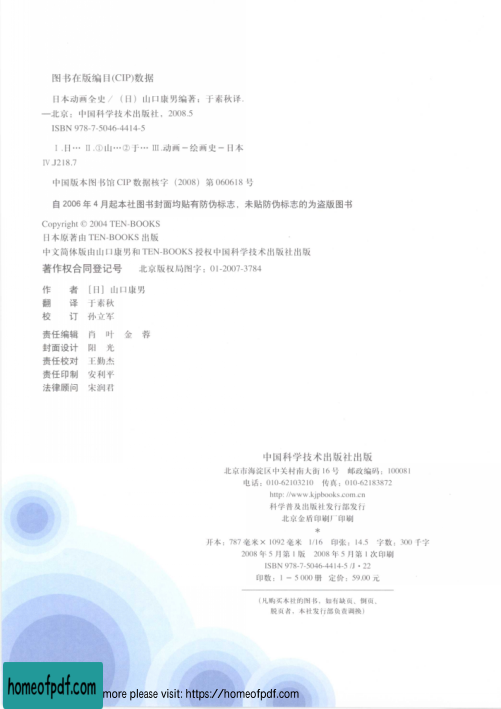 图书在版编目(CIP)数据
日本动画全史／（日）山口康男编著；于素秋译.
—北京：中国科学技术出版社，2008.5
ISBN 978-7-5046-4414-5
Ⅰ.日… Ⅱ.①山…②于… Ⅲ.动画－绘画史－日本
Ⅳ.J218.7
中国版本图书馆 CIP 数据核字（2008）第 060618 号
自 2006 年 4 月起本社图书封面均贴有防伪标志，未贴防伪标志的为盗版图书
Copyright © 2004 TEN-BOOKS
日本原著由 TEN-BOOKS 出版
中文简体版由山口康男和 TEN-BOOKS 授权中国科学技术出版社出版
著作权合同登记号 北京版权局图字：01-2007-3784
作 者 ［日］山口康男
翻 译 于素秋
校 订 孙立军
责任编辑 肖 叶 金 蓉
封面设计 阳 光
责任校对 王勤杰
责任印制 安利平
法律顾问 宋润君
中国科学技术出版社出版
北京市海淀区中关村南大街 16 号 邮政编码：100081
电话：010-62103210 传真：010-62183872
http: //www.kjpbooks.com.cn
科学普及出版社发行部发行
北京金盾印刷厂印刷
*
开本：787 毫米×1092 毫米 1/16 印张：14.5 字数：300 千字
2008 年 5 月第 1 版 2008 年 5 月第 1 次印刷
ISBN 978-7-5046-4414-5 /J·22
印数：1－5 000 册 定价：59.00 元
（凡购买本社的图书，如有缺页、倒页、
脱页者，本社发行部负责调换）
homeofpdf.com more please visit: https://homeofpdf.com